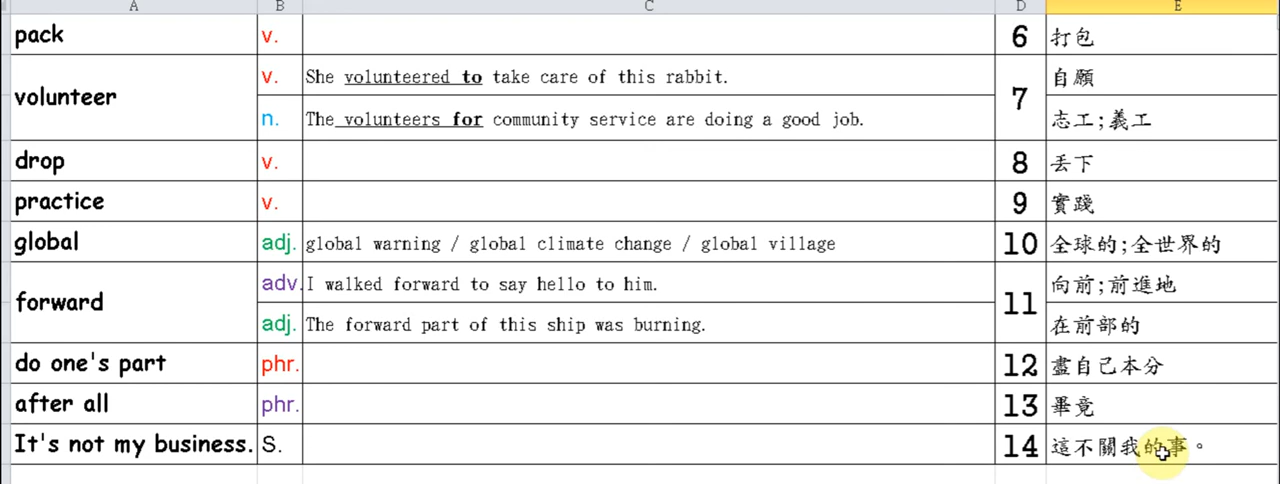 A B C D E
pack v. 6 打包
volunteer v. She volunteered to take care of this rabbit. 7 自願
n. The volunteers for community service are doing a good job. 志工;義工
drop v. 8 丟下
practice v. 9 實踐
global adj. global warning / global climate change / global village 10 全球的;全世界的
forward adv. I walked forward to say hello to him. 11 向前;前進地
adj. The forward part of this ship was burning. 在前部的
do one's part phr. 12 盡自己本分
after all phr. 13 畢竟
It's not my business. S. 14 這不關我的事。